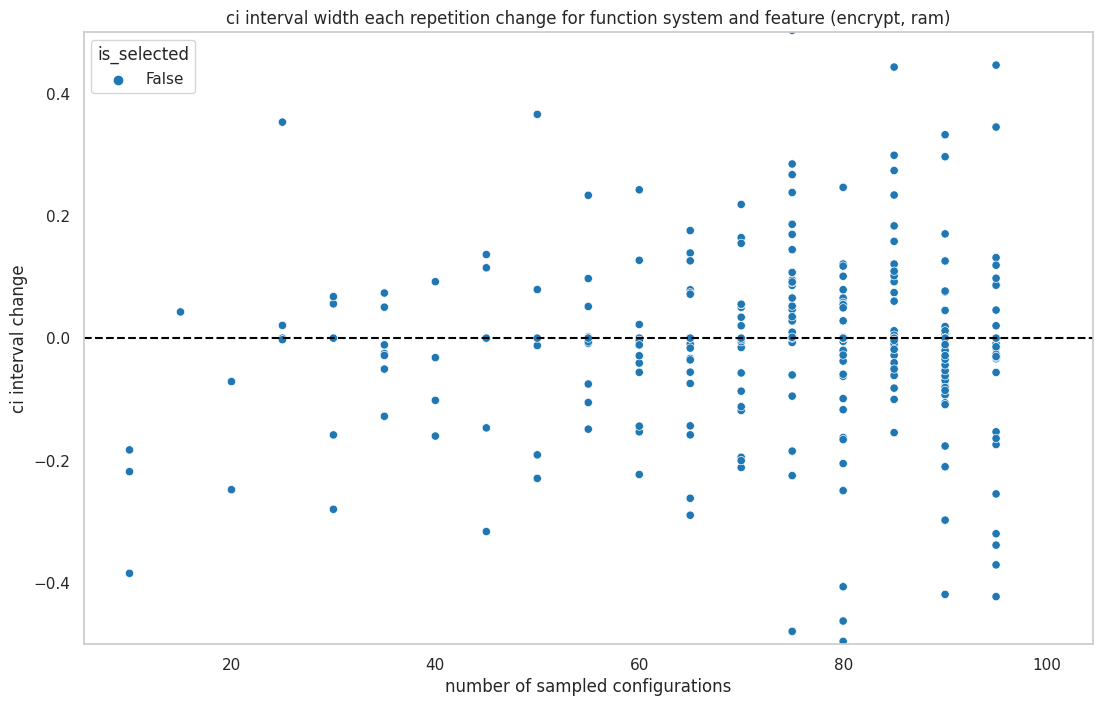 ci interval width each repetition change for function system and feature (encrypt, ram)
is_selected
False
0.4
0.2
0.0
−0.2
−0.4
ci interval change
20 40 60 80 100
number of sampled configurations